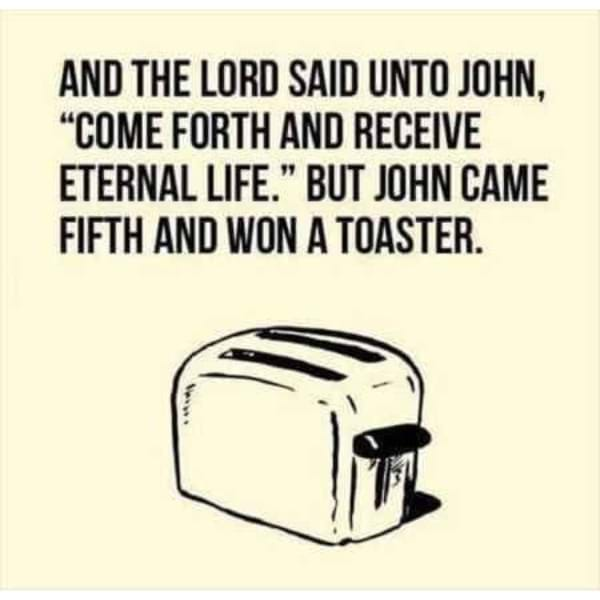 AND THE LORD SAID UNTO JOHN,
“COME FORTH AND RECEIVE
ETERNAL LIFE.” BUT JOHN CAME
FIFTH AND WON A TOASTER.